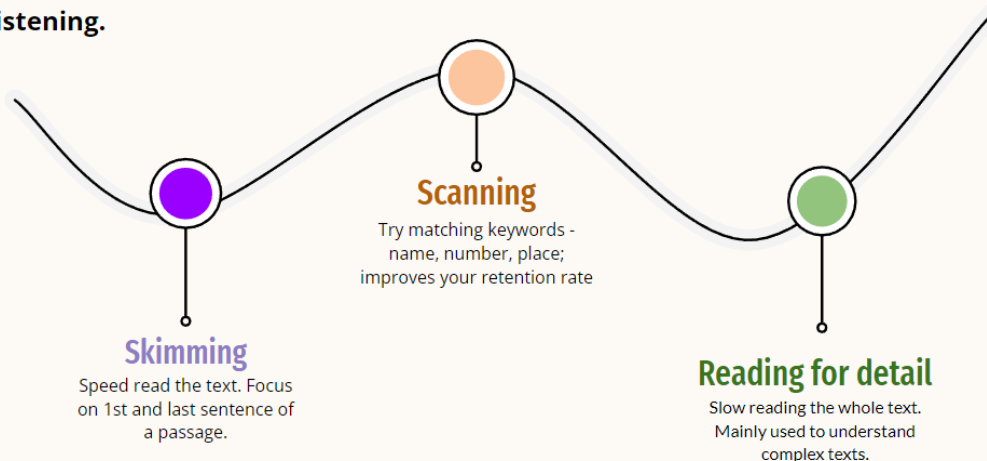 istening.
Scanning
Try matching keywords -
name, number, place;
improves your retention rate
Skimming
Speed read the text. Focus
on 1st and last sentence of
a passage.
Reading for detail
Slow reading the whole text.
Mainly used to understand
complex texts.